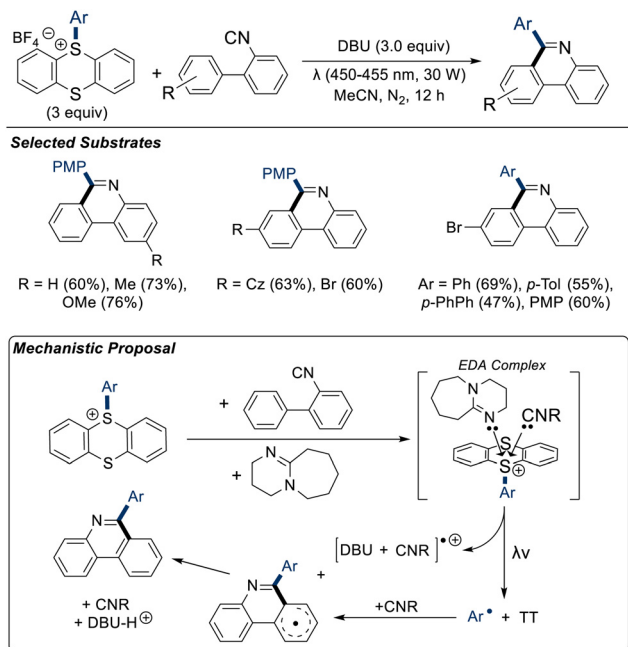 Ar
BF4 ⊖
S
⊕
S
(3 equiv)
+
R
CN
DBU (3.0 equiv)
λ (450-455 nm, 30 W)
MeCN, N2, 12 h
Ar
N
R
Selected Substrates
PMP
N
R
R = H (60%), Me (73%),
OMe (76%)
PMP
N
R
R = Cz (63%), Br (60%)
Ar
N
Br
Ar = Ph (69%), p-Tol (55%),
p-PhPh (47%), PMP (60%)
Mechanistic Proposal
Ar
S
⊕
S
+
CN
+
N
N
EDA Complex
N
N
CNR
S
S
⊕
Ar
λν
Ar• + TT
[DBU + CNR]•⊕
+CNR
+
Ar
N
Ar
N
+ CNR
+ DBU-H⊕